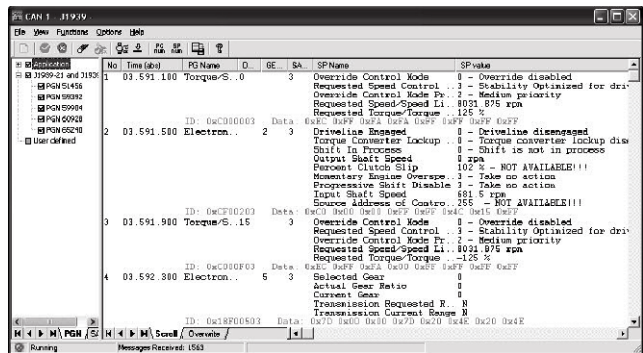 CAN 1 - J1939 -
File View Functions Options Help
PG num SP num
No Time (abs) PG Name D... GE... SA... SP Name SP value
Application
J1939-21 and J1939
PGN 51456
PGN 59392
PGN 59904
PGN 60928
PGN 65240
User defined
1 03.591.100 Torque/S..0 3 Override Control Mode 0 - Override disabled
Requested Speed Control ..3 - Stability Optimized for driv
Override Control Mode Pr..2 - Medium priority
Requested Speed/Speed Li..8031.875 rpm
Requested Torque/Torque ..125 %
ID: 0xC000003 Data: 0xEC 0xFF 0xFA 0xFA 0xFF 0xFF 0xFF 0xFF
2 03.591.500 Electron.. 2 3 Driveline Engaged 0 - Driveline disengaged
Torque Converter Lockup ..0 - Torque converter lockup dis
Shift In Process 0 - Shift is not in process
Output Shaft Speed 0 rpm
Percent Clutch Slip 102 % - NOT AVAILABLE!!!
Momentary Engine Overspe..3 - Take no action
Progressive Shift Disable 3 - Take no action
Input Shaft Speed 681.5 rpm
Source Address of Contro..255 - NOT AVAILABLE!!!
ID: 0xCF00203 Data: 0xC0 0x00 0x00 0xFF 0xFF 0x4C 0x15 0xFF
3 03.591.900 Torque/S..15 3 Override Control Mode 0 - Override disabled
Requested Speed Control ..3 - Stability Optimized for driv
Override Control Mode Pr..2 - Medium priority
Requested Speed/Speed Li..8031.875 rpm
Requested Torque/Torque ..-125 %
ID: 0xC000F03 Data: 0xEC 0xFF 0xFA 0x00 0xFF 0xFF 0xFF 0xFF
4 03.592.300 Electron.. 5 3 Selected Gear 0
Actual Gear Ratio 0
Current Gear 0
Transmission Requested R.. N
Transmission Current Range N
ID: 0x18F00503 Data: 0x7D 0x00 0x00 0x7D 0x20 0x4E 0x20 0x4E
PGN Scroll Overwrite
Running Messages Received: 1563